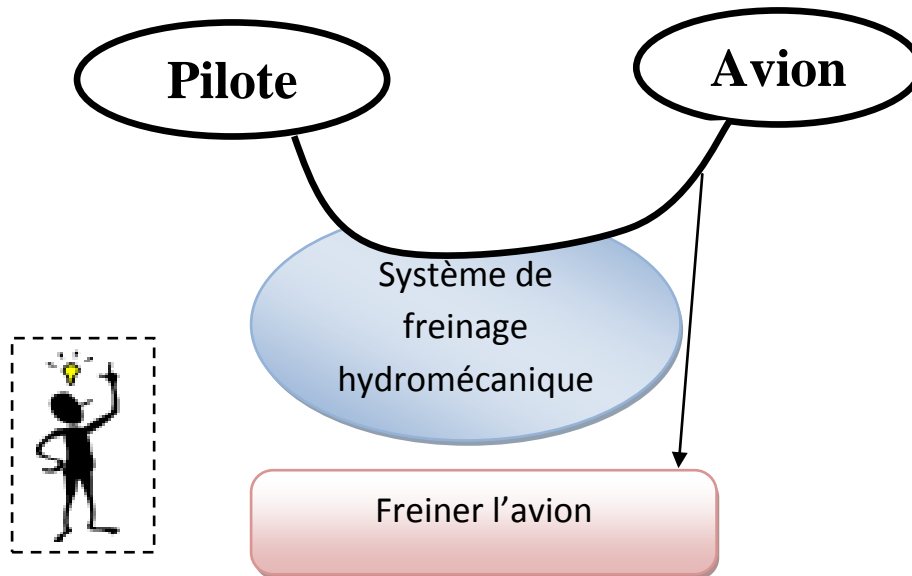 Pilote
Avion
Système de
freinage
hydromécanique
Freiner l’avion